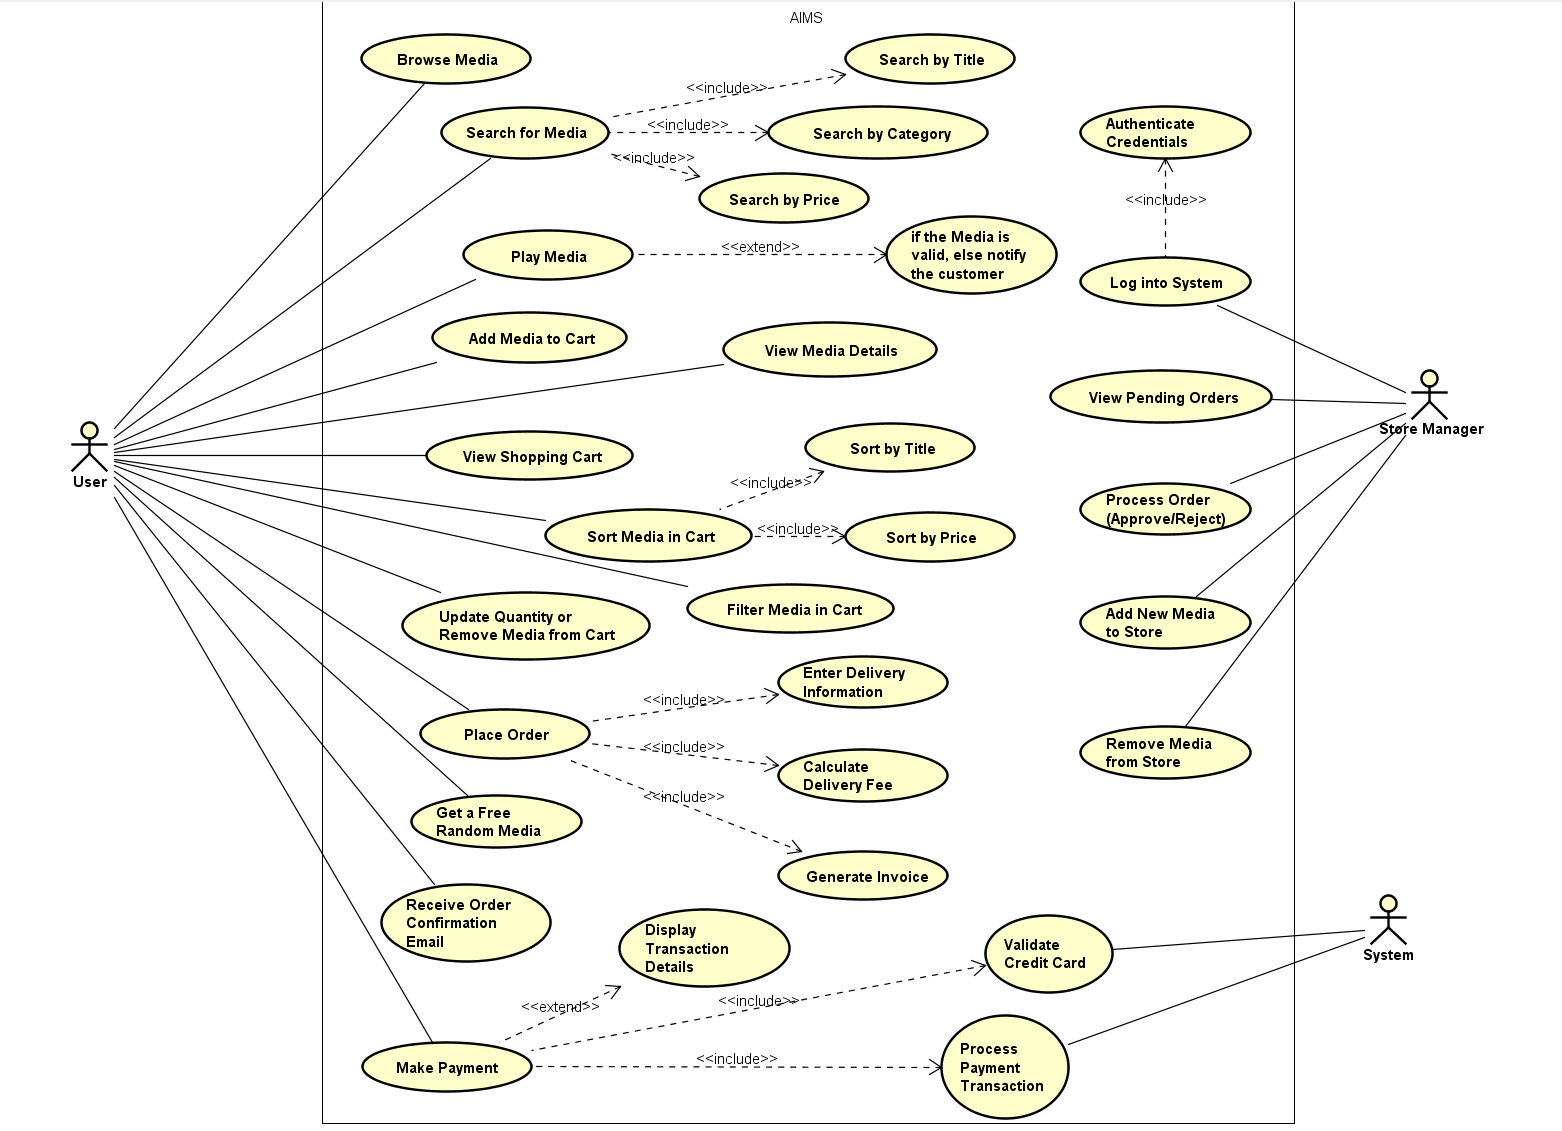 AIMS
Browse Media
Search by Title
<<include>>
Search for Media
<<include>>
Search by Category
<<include>>
Search by Price
Authenticate
Credentials
<<include>>
Log into System
Play Media
<<extend>>
if the Media is
valid, else notify
the customer
Add Media to Cart
View Media Details
View Pending Orders
Store Manager
User
View Shopping Cart
Sort by Title
<<include>>
Sort Media in Cart
<<include>>
Sort by Price
Process Order
(Approve/Reject)
Filter Media in Cart
Update Quantity or
Remove Media from Cart
Add New Media
to Store
Enter Delivery
Information
<<include>>
Place Order
<<include>>
Calculate
Delivery Fee
<<include>>
Generate Invoice
Remove Media
from Store
Get a Free
Random Media
Receive Order
Confirmation
Email
Display
Transaction
Details
Validate
Credit Card
System
<<extend>>
<<include>>
Make Payment
<<include>>
Process
Payment
Transaction